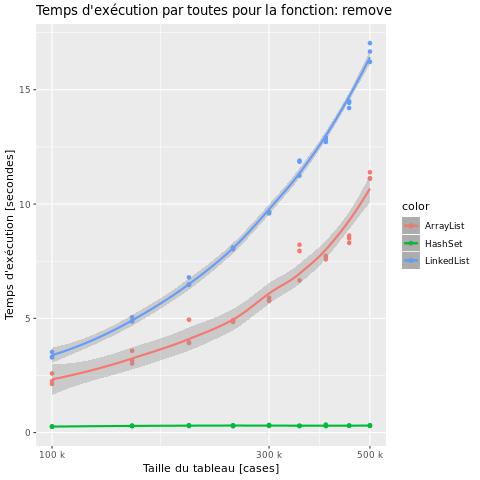 Temps d'exécution par toutes pour la fonction: remove
Temps d'exécution [secondes]
15
10
5
0
100 k
300 k
500 k
Taille du tableau [cases]
color
ArrayList
HashSet
LinkedList